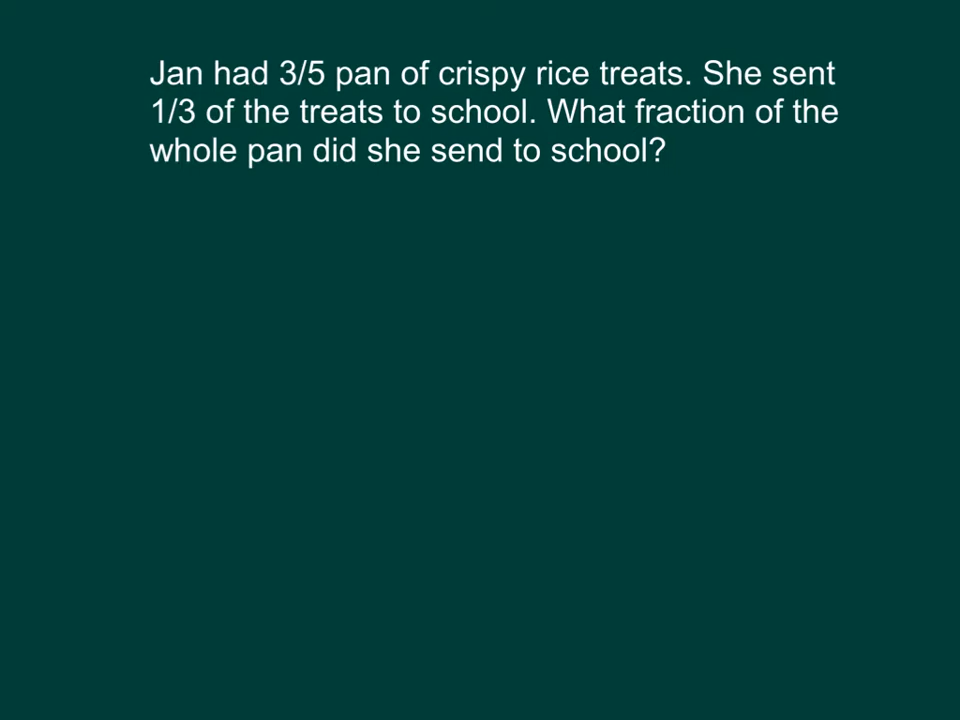 Jan had 3/5 pan of crispy rice treats. She sent
1/3 of the treats to school. What fraction of the
whole pan did she send to school?